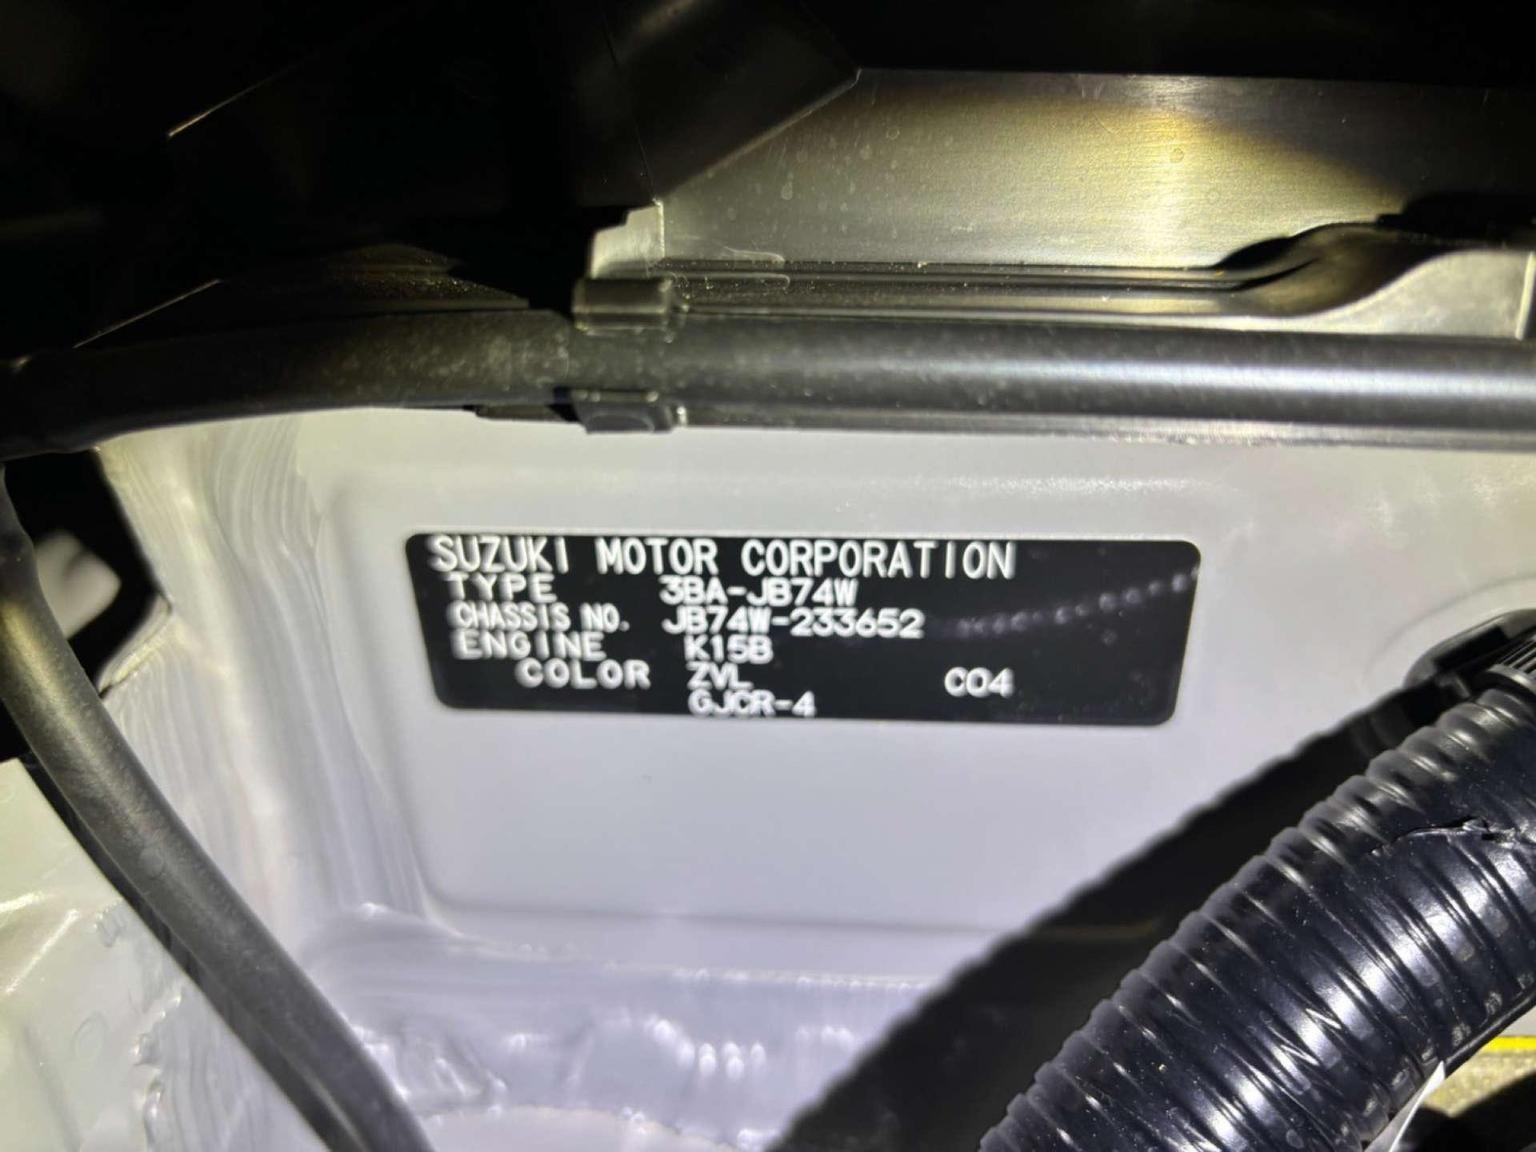 SUZUKI MOTOR CORPORATION
TYPE 3BA-JB74W
CHASSIS NO. JB74W-233652
ENGINE K15B
COLOR ZVL C04
GJCR-4